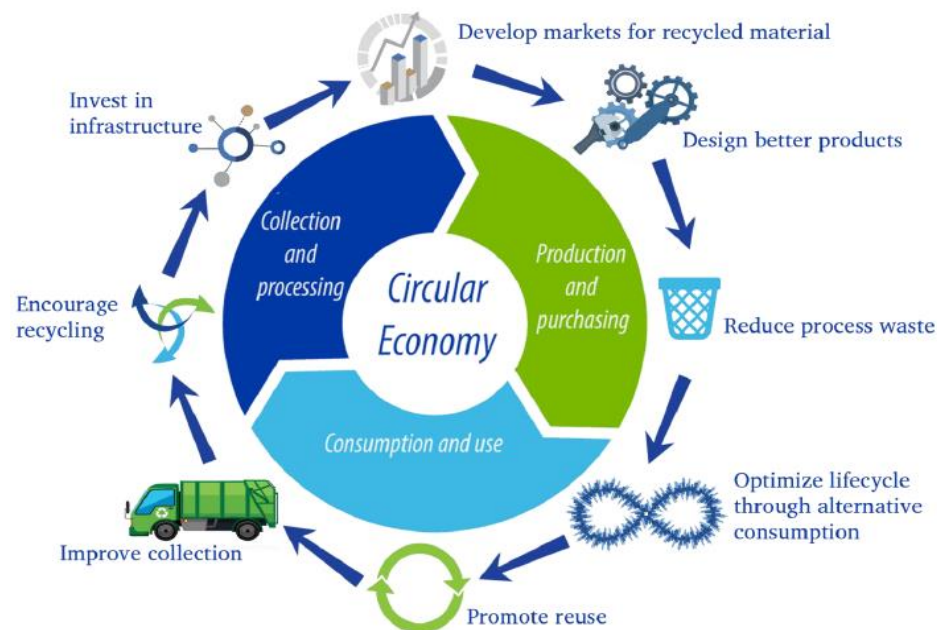 Develop markets for recycled material
Invest in
infrastructure
Design better products
Collection
and
processing
Production
and
purchasing
Circular
Economy
Encourage
recycling
Reduce process waste
Consumption and use
Optimize lifecycle
through alternative
consumption
Improve collection
Promote reuse